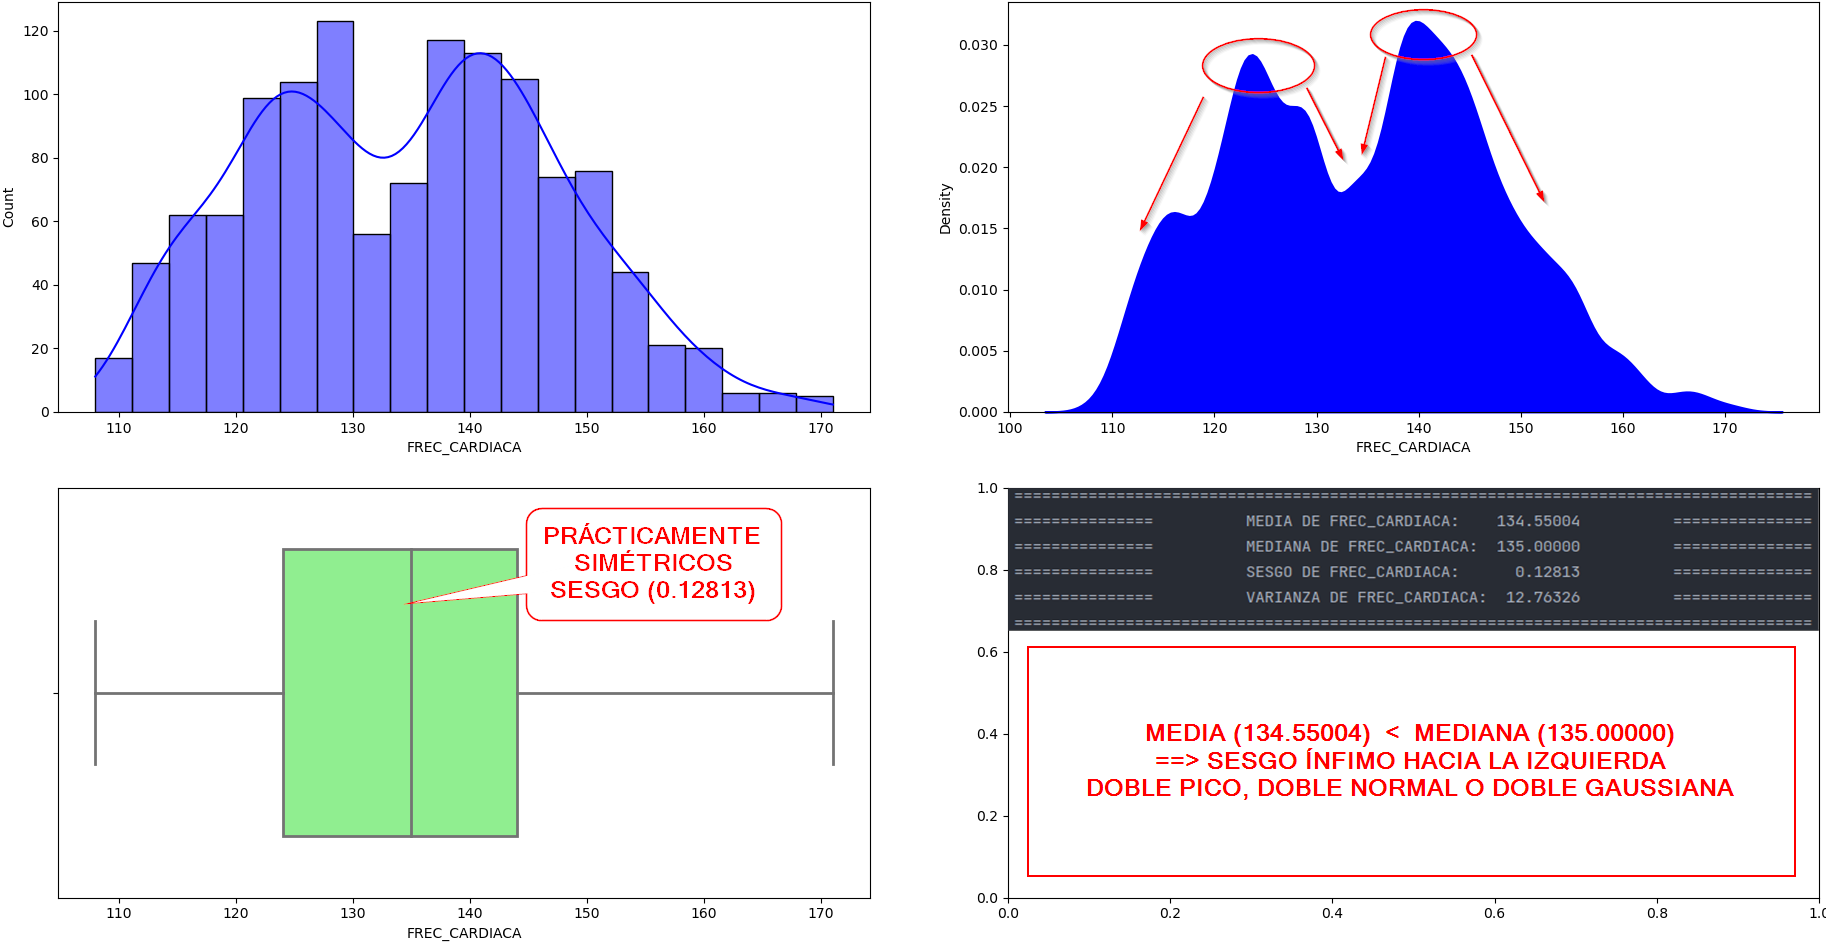 120
100
80
60
40
20
0
Count
110 120 130 140 150 160 170
FREC_CARDIACA
0.030
0.025
0.020
0.015
0.010
0.005
0.000
Density
100 110 120 130 140 150 160 170
FREC_CARDIACA
PRÁCTICAMENTE
SIMÉTRICOS
SESGO (0.12813)
110 120 130 140 150 160 170
FREC_CARDIACA
1.0
0.8
0.6
0.4
0.2
0.0
=====================================================================================
=============== MEDIA DE FREC_CARDIACA: 134.55004 ===============
=============== MEDIANA DE FREC_CARDIACA: 135.00000 ===============
=============== SESGO DE FREC_CARDIACA: 0.12813 ===============
=============== VARIANZA DE FREC_CARDIACA: 12.76326 ===============
=====================================================================================
MEDIA (134.55004) < MEDIANA (135.00000)
==> SESGO ÍNFIMO HACIA LA IZQUIERDA
DOBLE PICO, DOBLE NORMAL O DOBLE GAUSSIANA
0.0 0.2 0.4 0.6 0.8 1.0